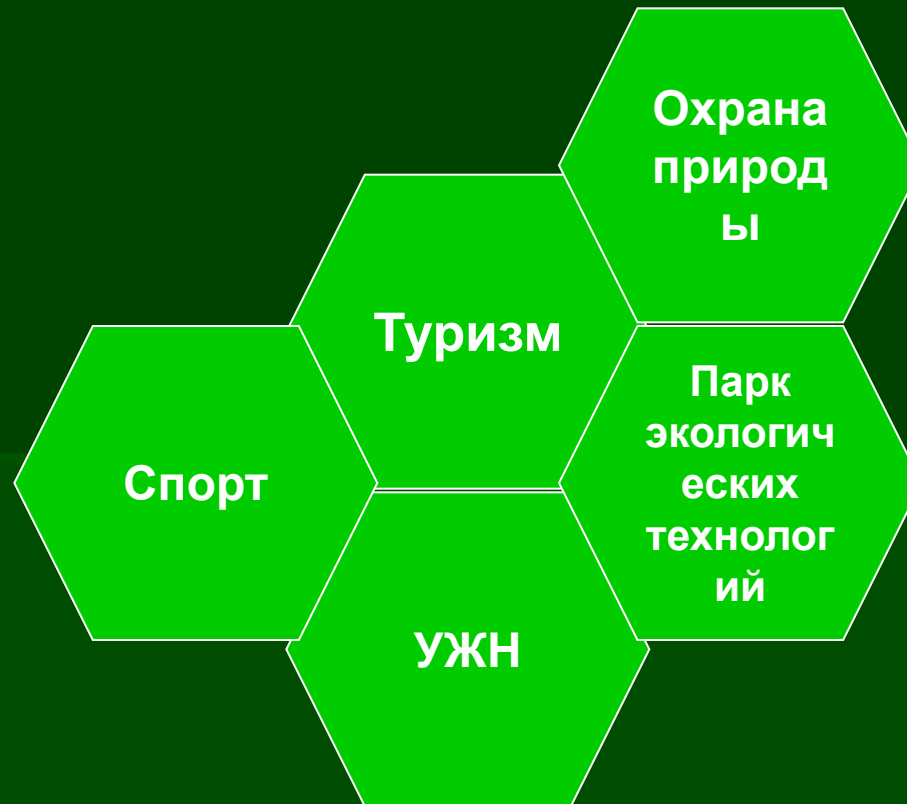 Охрана
природ
ы
Туризм
Парк
экологич
еских
технолог
ий
Спорт
УЖН